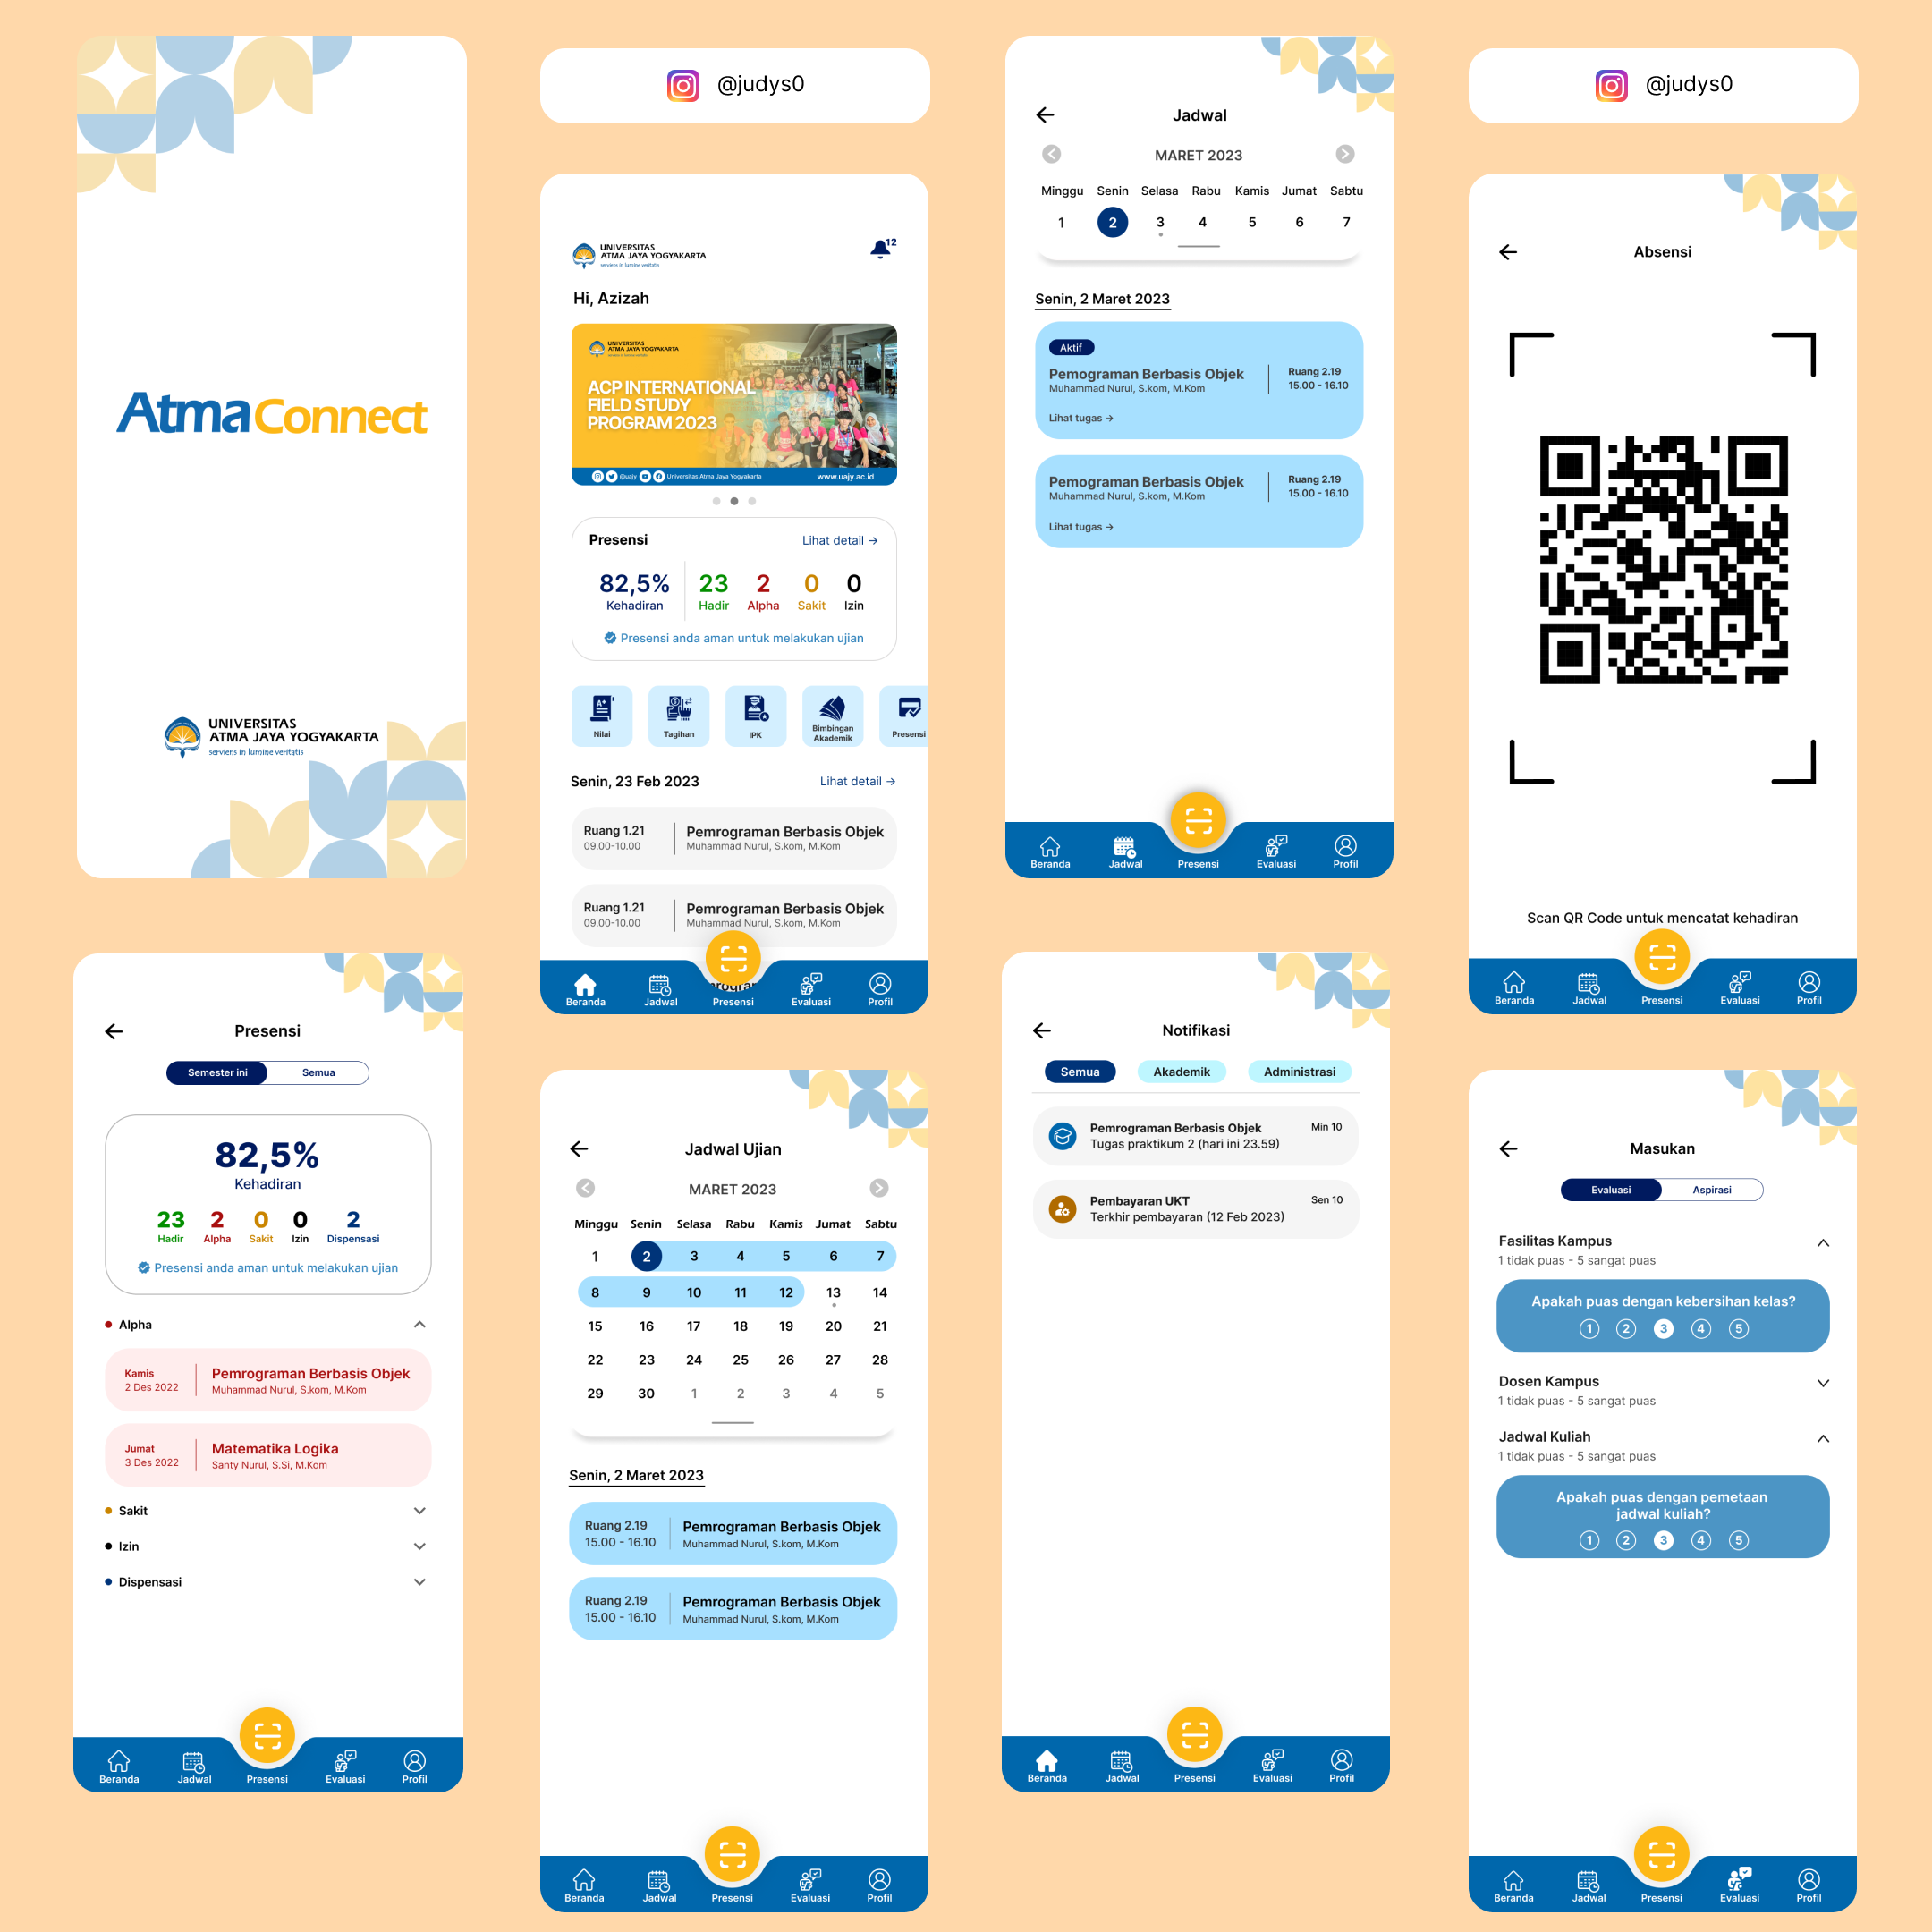 AtmaConnect
UNIVERSITAS
ATMA JAYA YOGYAKARTA
serviens in lumine veritatis
@judys0
UNIVERSITAS
ATMA JAYA YOGYAKARTA
serviens in lumine veritatis
12
Hi, Azizah
UNIVERSITAS
ATMA JAYA YOGYAKARTA
serviens in lumine veritatis
ACP INTERNATIONAL
FIELD STUDY
PROGRAM 2023
@uajy Universitas Atma Jaya Yogyakarta www.uajy.ac.id
Presensi Lihat detail →
82,5% 23 2 0 0
Kehadiran Hadir Alpha Sakit Izin
Presensi anda aman untuk melakukan ujian
A+
Nilai Tagihan IPK Bimbingan Akademik Presensi
Senin, 23 Feb 2023 Lihat detail →
Ruang 1.21 Pemrograman Berbasis Objek
09.00-10.00 Muhammad Nurul, S.kom, M.Kom
Ruang 1.21 Pemrograman Berbasis Objek
09.00-10.00 Muhammad Nurul, S.kom, M.Kom
Beranda Jadwal Presensi Evaluasi Profil
Jadwal
MARET 2023
Minggu Senin Selasa Rabu Kamis Jumat Sabtu
1 2 3 4 5 6 7
Senin, 2 Maret 2023
Aktif
Pemograman Berbasis Objek Ruang 2.19
Muhammad Nurul, S.kom, M.Kom 15.00 - 16.10
Lihat tugas →
Pemograman Berbasis Objek Ruang 2.19
Muhammad Nurul, S.kom, M.Kom 15.00 - 16.10
Lihat tugas →
Beranda Jadwal Presensi Evaluasi Profil
@judys0
Absensi
Scan QR Code untuk mencatat kehadiran
Beranda Jadwal Presensi Evaluasi Profil
Presensi
Semester ini Semua
82,5%
Kehadiran
23 2 0 0 2
Hadir Alpha Sakit Izin Dispensasi
Presensi anda aman untuk melakukan ujian
Alpha
Kamis Pemrograman Berbasis Objek
2 Des 2022 Muhammad Nurul, S.kom, M.Kom
Jumat Matematika Logika
3 Des 2022 Santy Nurul, S.Si, M.Kom
Sakit
Izin
Dispensasi
Beranda Jadwal Presensi Evaluasi Profil
Jadwal Ujian
MARET 2023
Minggu Senin Selasa Rabu Kamis Jumat Sabtu
1 2 3 4 5 6 7
8 9 10 11 12 13 14
15 16 17 18 19 20 21
22 23 24 25 26 27 28
29 30 1 2 3 4 5
Senin, 2 Maret 2023
Ruang 2.19 Pemrograman Berbasis Objek
15.00 - 16.10 Muhammad Nurul, S.kom, M.Kom
Ruang 2.19 Pemrograman Berbasis Objek
15.00 - 16.10 Muhammad Nurul, S.kom, M.Kom
Beranda Jadwal Presensi Evaluasi Profil
Notifikasi
Semua Akademik Administrasi
Pemrograman Berbasis Objek Min 10
Tugas praktikum 2 (hari ini 23.59)
Pembayaran UKT Sen 10
Terkhir pembayaran (12 Feb 2023)
Beranda Jadwal Presensi Evaluasi Profil
Masukan
Evaluasi Aspirasi
Fasilitas Kampus
1 tidak puas - 5 sangat puas
Apakah puas dengan kebersihan kelas?
1 2 3 4 5
Dosen Kampus
1 tidak puas - 5 sangat puas
Jadwal Kuliah
1 tidak puas - 5 sangat puas
Apakah puas dengan pemetaan
jadwal kuliah?
1 2 3 4 5
Beranda Jadwal Presensi Evaluasi Profil